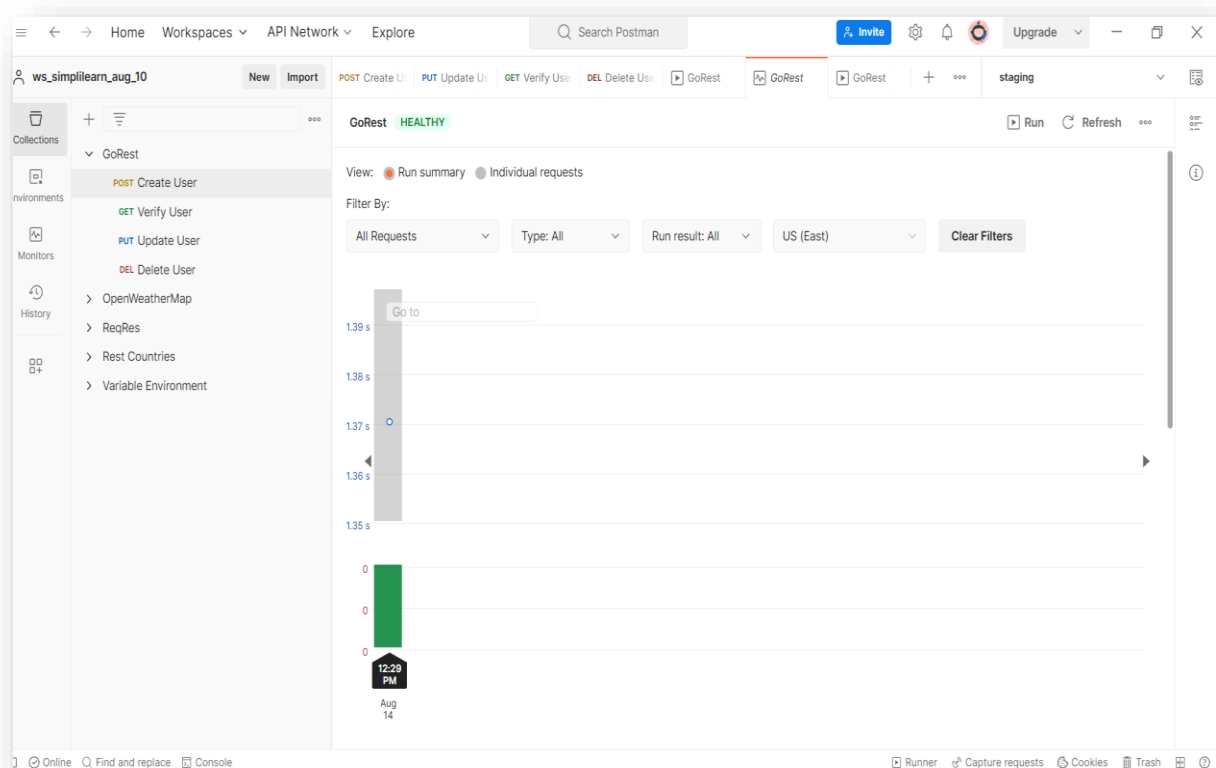 Home Workspaces API Network Explore Search Postman Invite Upgrade
ws_simplilearn_aug_10 New Import POST Create Us PUT Update Us GET Verify Use DEL Delete Use GoRest GoRest GoRest staging
Collections
nvironments
Monitors
History
GoRest
POST Create User
GET Verify User
PUT Update User
DEL Delete User
OpenWeatherMap
ReqRes
Rest Countries
Variable Environment
GoRest HEALTHY Run Refresh
View: Run summary Individual requests
Filter By:
All Requests Type: All Run result: All US (East) Clear Filters
Go to
1.39 s
1.38 s
1.37 s
1.36 s
1.35 s
0
0
0
12:29
PM
Aug
14
Online Find and replace Console Runner Capture requests Cookies Trash